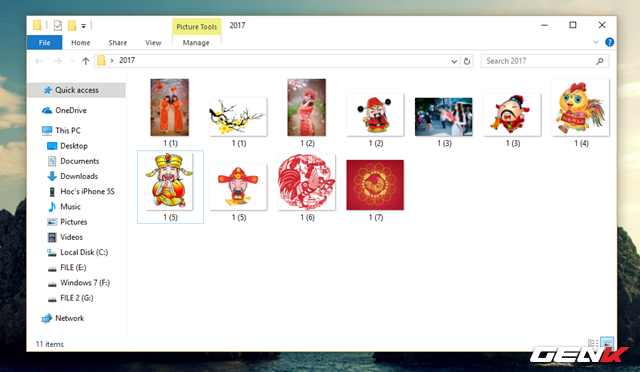 Picture Tools
2017
File
Home
Share
View
Manage
2017
Search 2017
Quick access
OneDrive
This PC
Desktop
Documents
Downloads
Hoc's iPhone 5S
Music
Pictures
Videos
Local Disk (C:)
FILE (E:)
Windows 7 (F:)
FILE 2 (G:)
Network
1 (1)
1 (1)
1 (2)
1 (2)
1 (3)
1 (3)
1 (4)
1 (5)
1 (5)
1 (6)
1 (7)
11 items
GENK